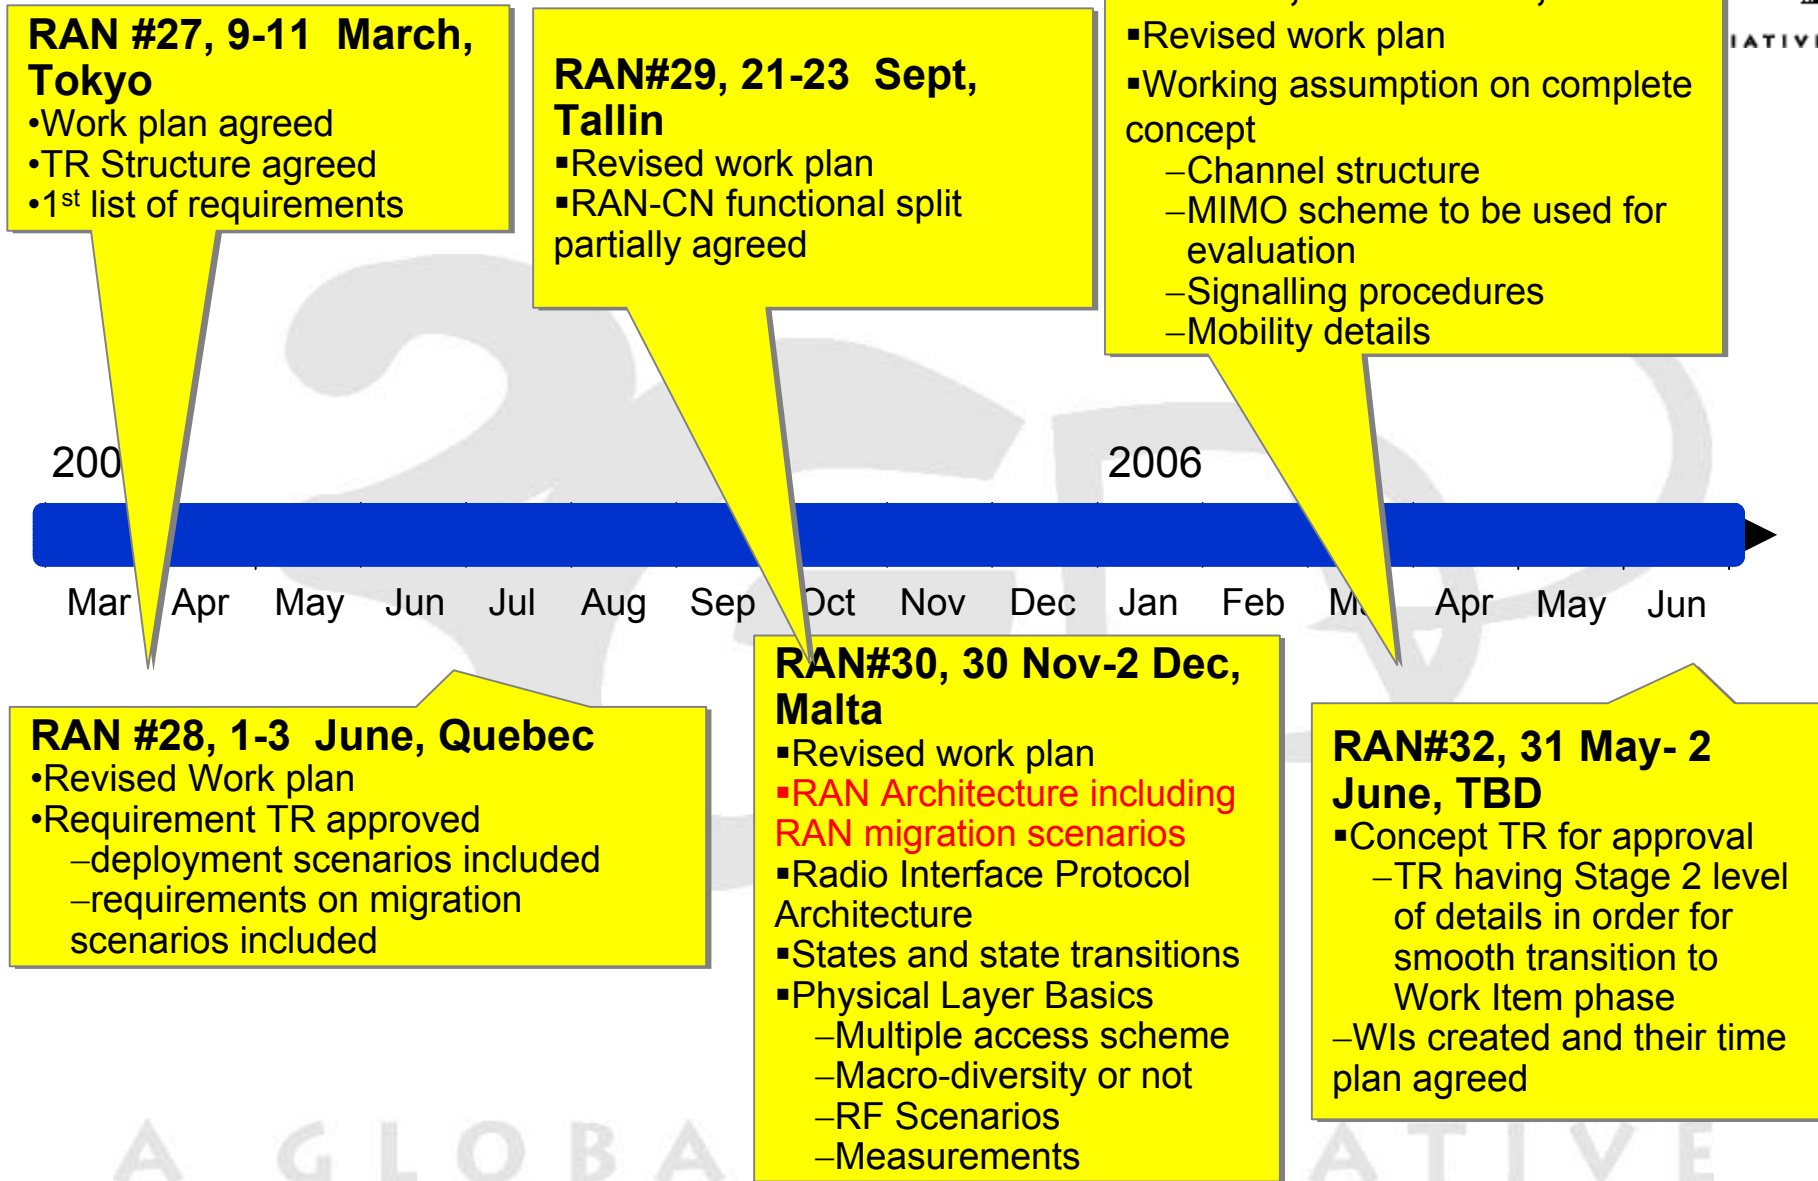 RAN #27, 9-11 March,
Tokyo
•Work plan agreed
•TR Structure agreed
•1st list of requirements
RAN#29, 21-23 Sept,
Tallin
▪Revised work plan
▪RAN-CN functional split
partially agreed
▪Revised work plan
▪Working assumption on complete
concept
–Channel structure
–MIMO scheme to be used for
evaluation
–Signalling procedures
–Mobility details
IATIVE
200
2006
Mar Apr May Jun Jul Aug Sep Oct Nov Dec Jan Feb Mar Apr May Jun
RAN #28, 1-3 June, Quebec
•Revised Work plan
•Requirement TR approved
–deployment scenarios included
–requirements on migration
scenarios included
RAN#30, 30 Nov-2 Dec,
Malta
▪Revised work plan
▪RAN Architecture including
RAN migration scenarios
▪Radio Interface Protocol
Architecture
▪States and state transitions
▪Physical Layer Basics
–Multiple access scheme
–Macro-diversity or not
–RF Scenarios
–Measurements
RAN#32, 31 May- 2
June, TBD
▪Concept TR for approval
–TR having Stage 2 level
of details in order for
smooth transition to
Work Item phase
–WIs created and their time
plan agreed
A GLOBA ATIVE